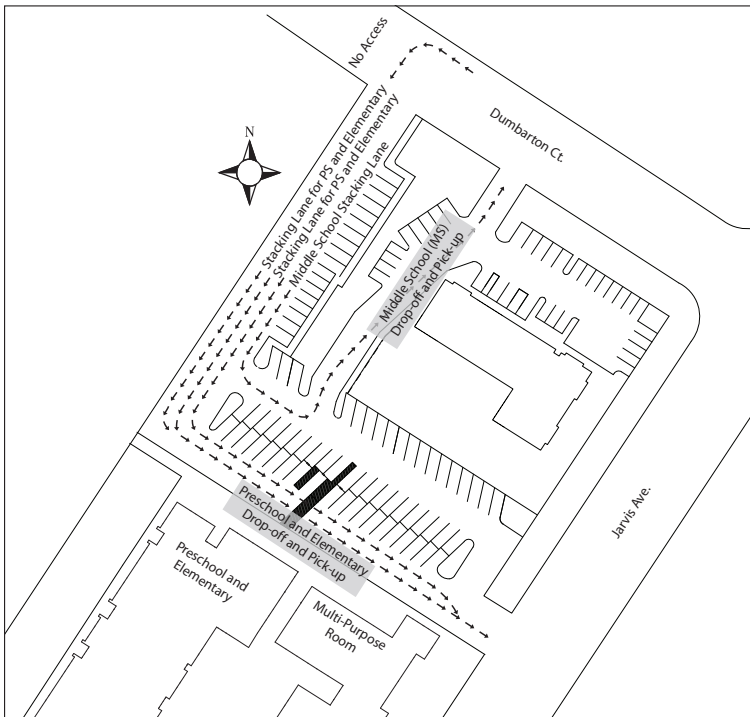 No Access
Dumbarton Ct.
N
Stacking Lane for PS and Elementary
Stacking Lane for PS and Elementary
Middle School Stacking Lane
Middle School (MS)
Drop-off and Pick-up
Preschool and Elementary
Drop-off and Pick-up
Jarvis Ave.
Preschool and
Elementary
Multi-Purpose
Room